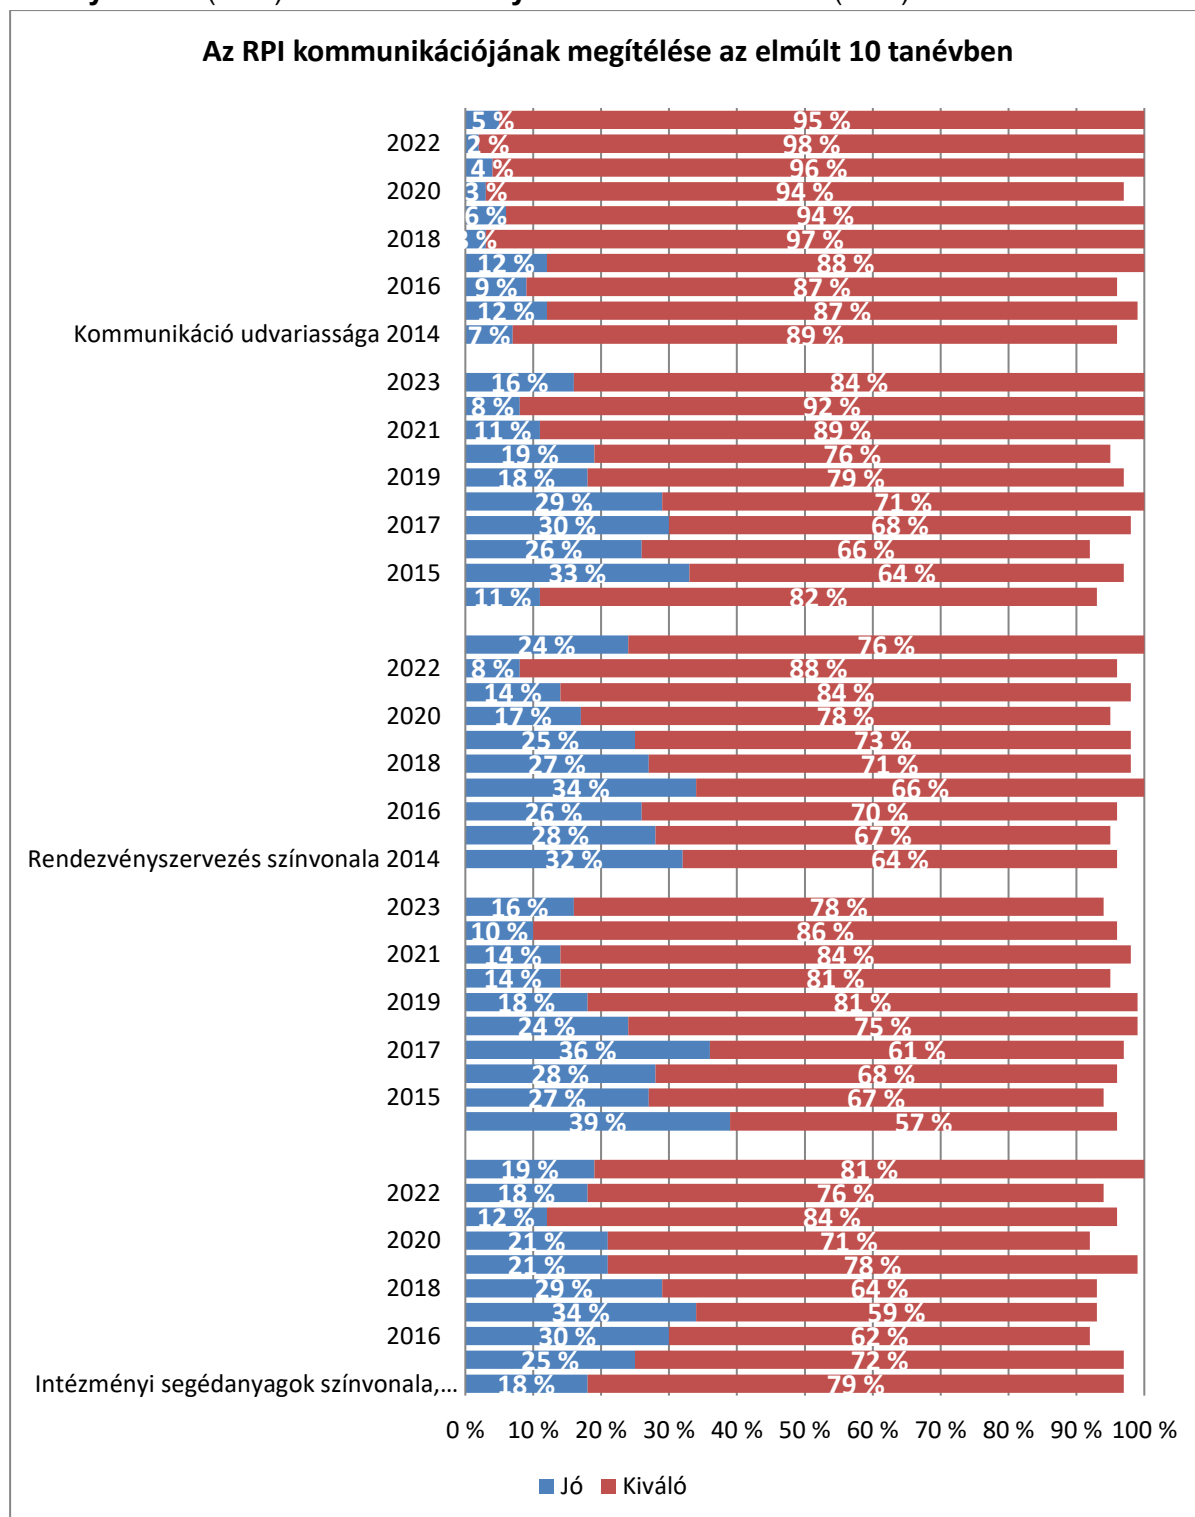 Az RPI kommunikációjának megítélése az elmúlt 10 tanévben
5 % 95 %
2022 2 % 98 %
4 % 96 %
2020 3 % 94 %
6 % 94 %
2018 3 % 97 %
12 % 88 %
2016 9 % 87 %
12 % 87 %
Kommunikáció udvariassága 2014 7 % 89 %
2023 16 % 84 %
8 % 92 %
2021 11 % 89 %
19 % 76 %
2019 18 % 79 %
29 % 71 %
2017 30 % 68 %
26 % 66 %
2015 33 % 64 %
11 % 82 %
24 % 76 %
2022 8 % 88 %
14 % 84 %
2020 17 % 78 %
25 % 73 %
2018 27 % 71 %
34 % 66 %
2016 26 % 70 %
28 % 67 %
Rendezvényszervezés színvonala 2014 32 % 64 %
2023 16 % 78 %
10 % 86 %
2021 14 % 84 %
14 % 81 %
2019 18 % 81 %
24 % 75 %
2017 36 % 61 %
28 % 68 %
2015 27 % 67 %
39 % 57 %
19 % 81 %
2022 18 % 76 %
12 % 84 %
2020 21 % 71 %
21 % 78 %
2018 29 % 64 %
34 % 59 %
2016 30 % 62 %
25 % 72 %
Intézményi segédanyagok színvonala,... 18 % 79 %
0 % 10 % 20 % 30 % 40 % 50 % 60 % 70 % 80 % 90 % 100 %
Jó Kiváló